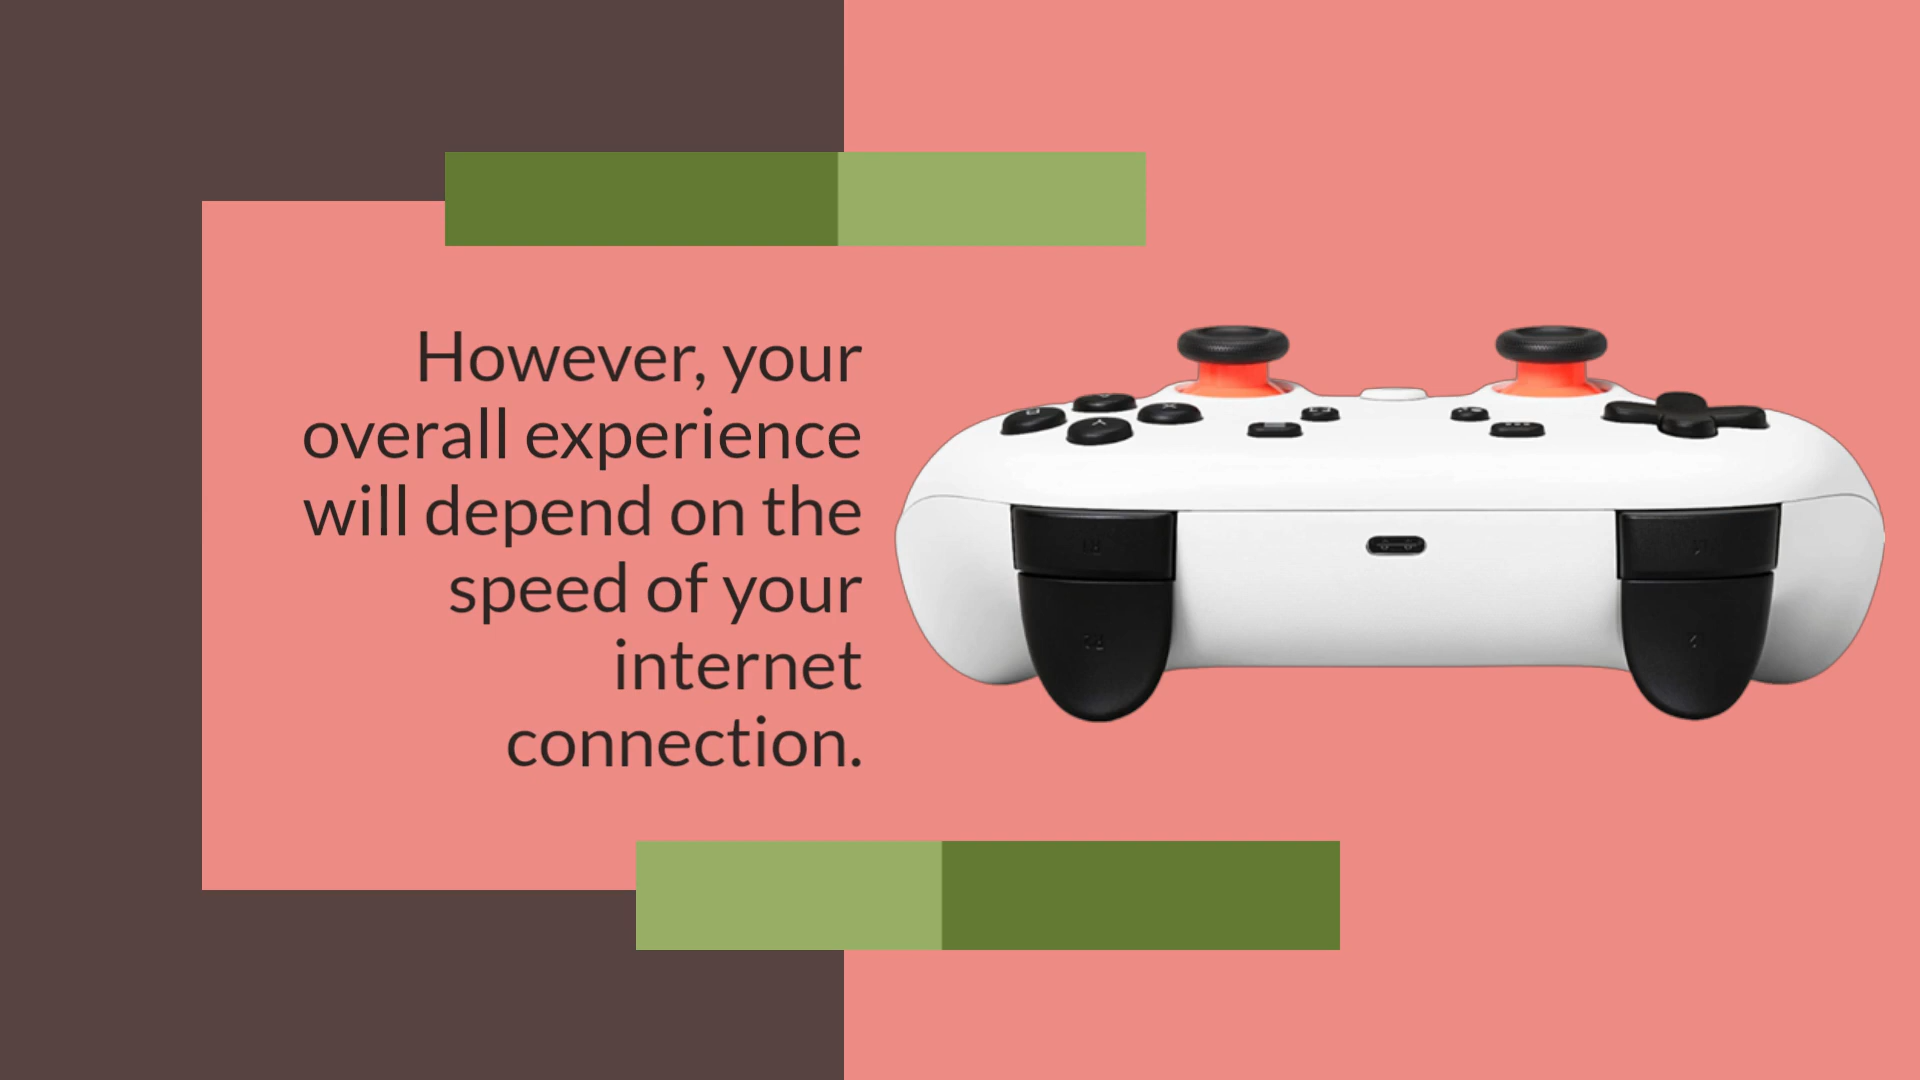 However, your
overall experience
will depend on the
speed of your
internet
connection.